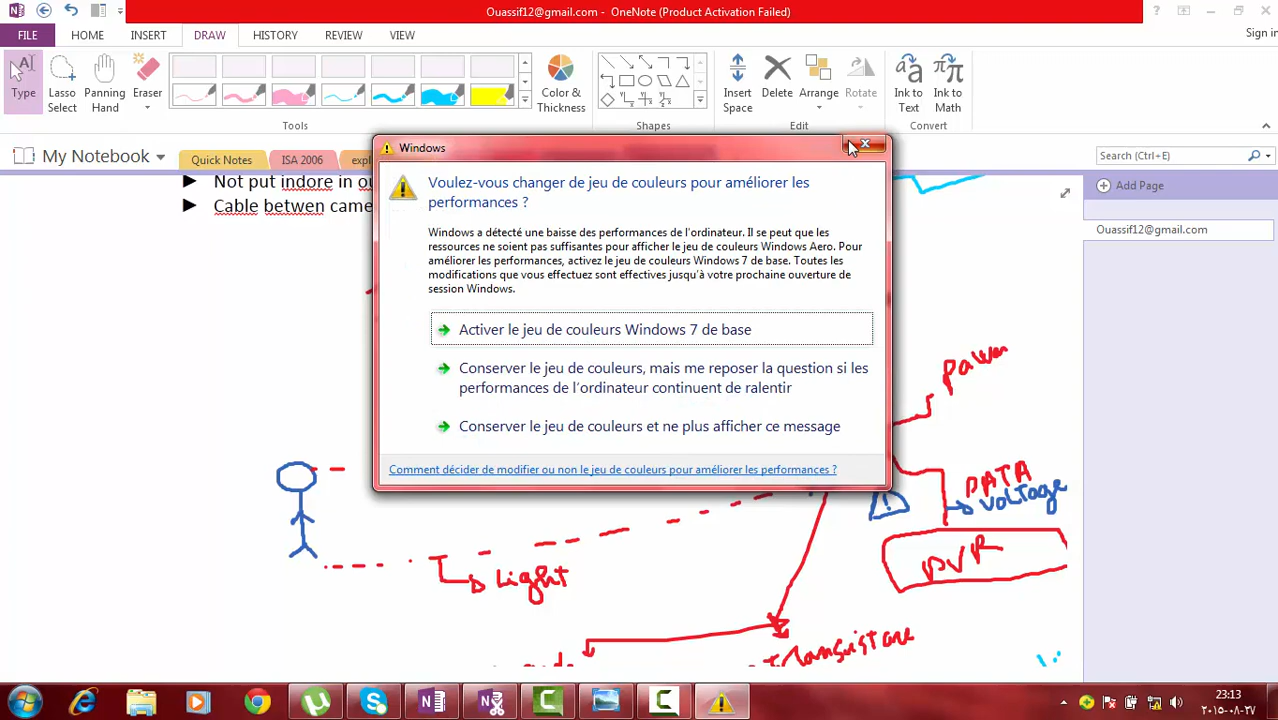 Ouassif12@gmail.com - OneNote (Product Activation Failed)
FILE HOME INSERT DRAW HISTORY REVIEW VIEW
Sign in
Type Lasso Select Panning Hand Eraser Color & Thickness Insert Space Delete Arrange Rotate Ink to Text Ink to Math
Tools Shapes Edit Convert
My Notebook Quick Notes ISA 2006 expl
Search (Ctrl+E)
Add Page
Ouassif12@gmail.com
Not put indore in ou
Cable betwen came
Windows
Voulez-vous changer de jeu de couleurs pour améliorer les
performances ?
Windows a détecté une baisse des performances de l'ordinateur. Il se peut que les
ressources ne soient pas suffisantes pour afficher le jeu de couleurs Windows Aero. Pour
améliorer les performances, activez le jeu de couleurs Windows 7 de base. Toutes les
modifications que vous effectuez sont effectives jusqu'à votre prochaine ouverture de
session Windows.
Activer le jeu de couleurs Windows 7 de base
Conserver le jeu de couleurs, mais me reposer la question si les
performances de l'ordinateur continuent de ralentir
Conserver le jeu de couleurs et ne plus afficher ce message
Comment décider de modifier ou non le jeu de couleurs pour améliorer les performances ?
DATA
Voltage
DVR
Light
23:13
٢٠١٥-٠٨-٢٧